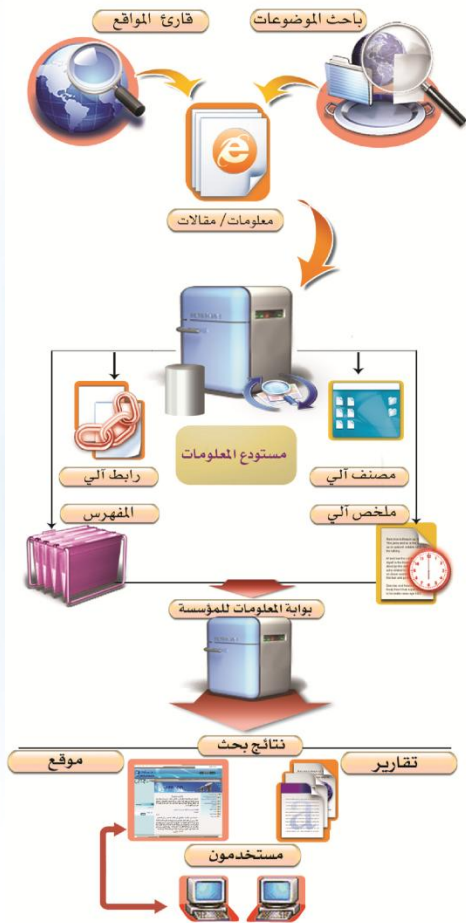 باحث الموضوعات
قارئ المواقع
معلومات/ مقالات
مستودع المعلومات
مصنف آلي
رابط آلي
ملخص آلي
المفهرس
بوابة المعلومات للمؤسسة
نتائج بحث
تقارير
موقع
مستخدمون